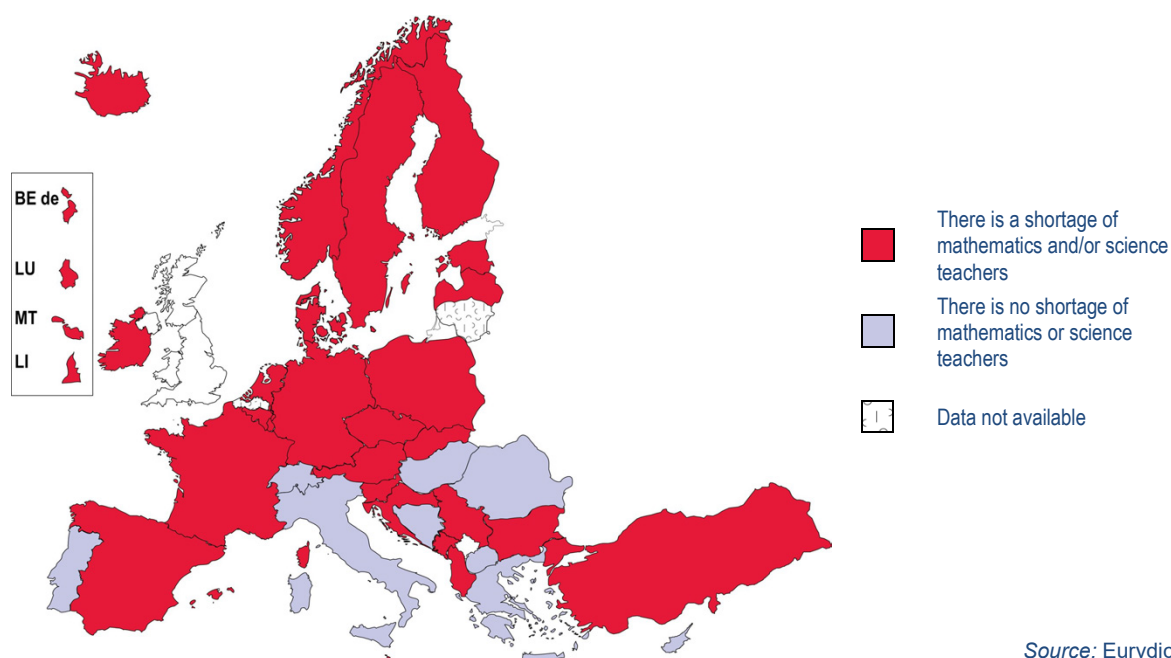 BE de
LU
MT
LI
There is a shortage of
mathematics and/or science
teachers
There is no shortage of
mathematics or science
teachers
Data not available
Source: Eurydic